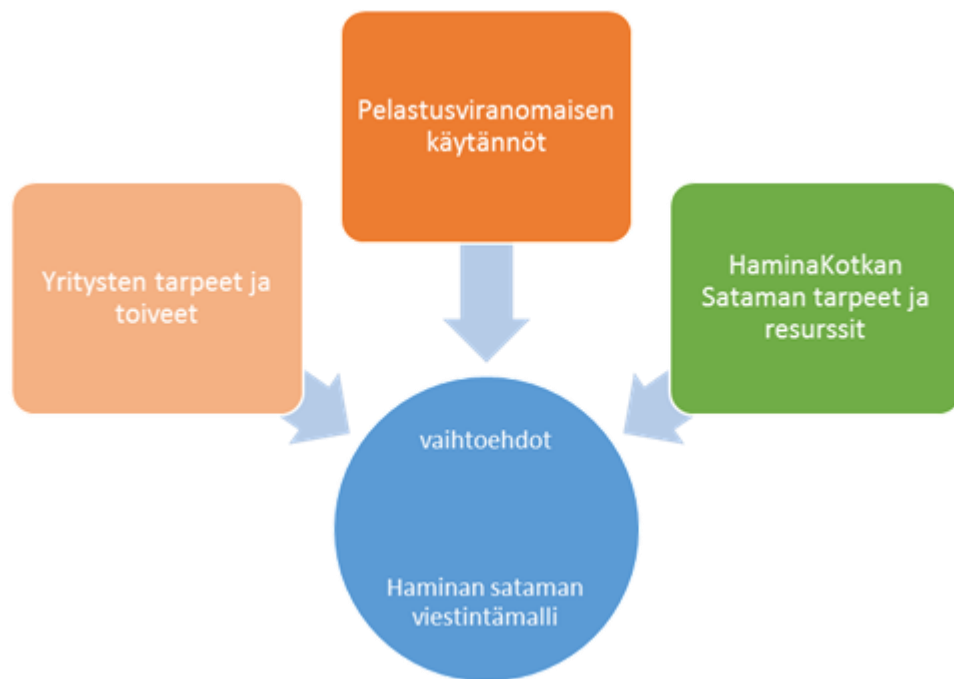 Pelastusviranomaisen
käytännöt
Yritysten tarpeet ja
toiveet
HaminaKotkan
Sataman tarpeet ja
resurssit
vaihtoehdot
Haminan sataman
viestintämalli